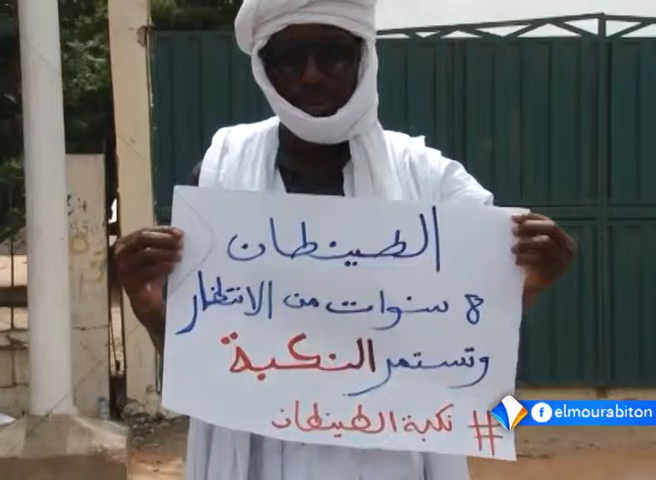 الطينطان
8 سنوات من الانتظار
وتستمر النكبة
# نكبة الطينطان
elmourabiton